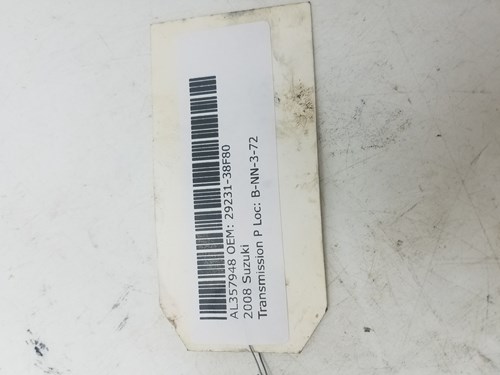 AL357948 OEM: 29231-38F80
2008 Suzuki
Transmission P Loc: B-NN-3-72